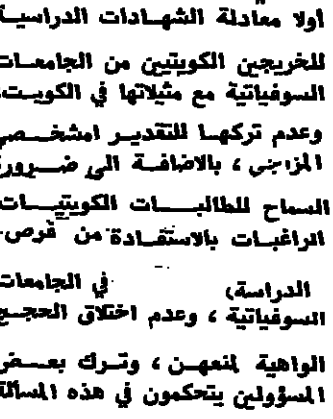 اولا معادلة الشهادات الدراسية
للخريجين الكويتيين من الجامعات
السوفياتية مع مثيلاتها في الكويت،
وعدم تركها للتقدير الشخصي
المزاجي ، بالاضافة الى ضرورة
السماح للطالبات الكويتيات
الراغبات بالاستفادة من فرص
الدراسة، في الجامعات
السوفياتية ، وعدم اختلاق الحجج
الواهية لمنعهن ، وترك بعض
المسؤولين يتحكمون في هذه المسألة